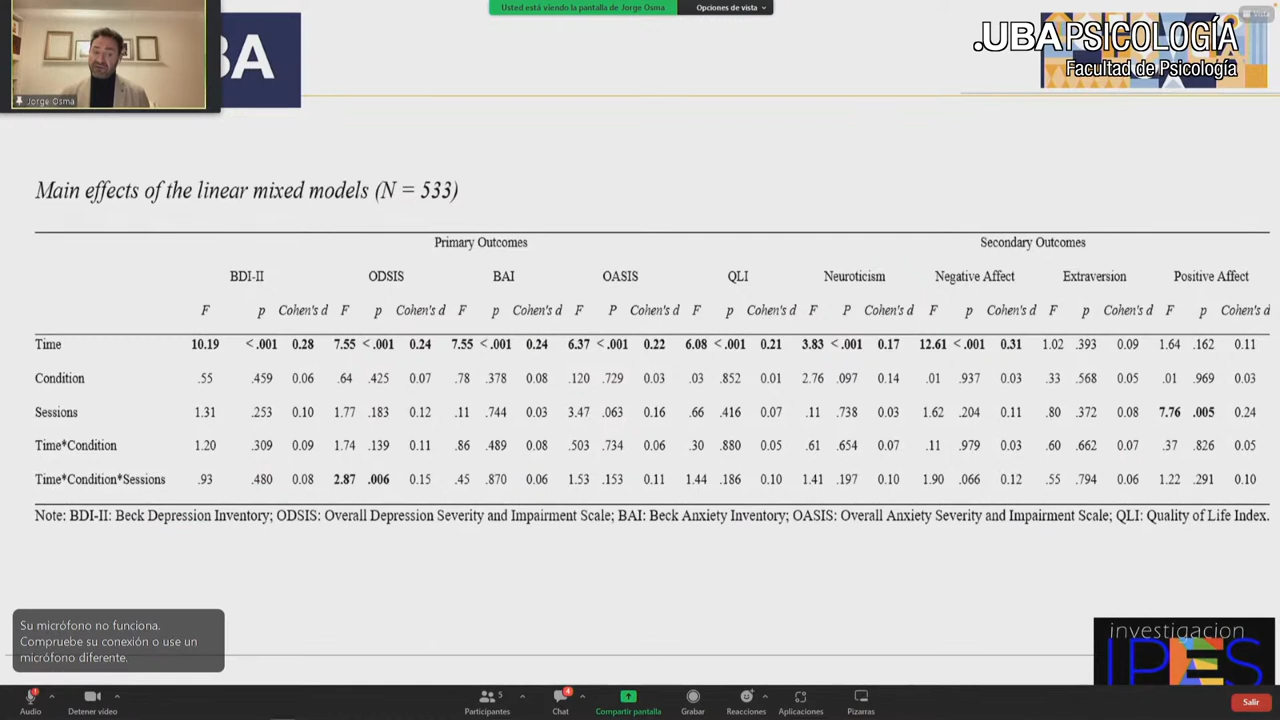 Usted está viendo la pantalla de Jorge Osma
Opciones de vista
Vista
Jorge Osma
BA
.UBAPSICOLOGÍA
Facultad de Psicología
Main effects of the linear mixed models (N = 533)
Primary Outcomes Secondary Outcomes
BDI-II ODSIS BAI OASIS QLI Neuroticism Negative Affect Extraversion Positive Affect
F p Cohen's d F p Cohen's d F p Cohen's d F P Cohen's d F p Cohen's d F P Cohen's d F p Cohen's d F p Cohen's d F p Cohen's d
Time 10.19 <.001 0.28 7.55 <.001 0.24 7.55 <.001 0.24 6.37 <.001 0.22 6.08 <.001 0.21 3.83 <.001 0.17 12.61 <.001 0.31 1.02 .393 0.09 1.64 .162 0.11
Condition .55 .459 0.06 .64 .425 0.07 .78 .378 0.08 .120 .729 0.03 .03 .852 0.01 2.76 .097 0.14 .01 .937 0.03 .33 .568 0.05 .01 .969 0.03
Sessions 1.31 .253 0.10 1.77 .183 0.12 .11 .744 0.03 3.47 .063 0.16 .66 .416 0.07 .11 .738 0.03 1.62 .204 0.11 .80 .372 0.08 7.76 .005 0.24
Time*Condition 1.20 .309 0.09 1.74 .139 0.11 .86 .489 0.08 .503 .734 0.06 .30 .880 0.05 .61 .654 0.07 .11 .979 0.03 .60 .662 0.07 .37 .826 0.05
Time*Condition*Sessions .93 .480 0.08 2.87 .006 0.15 .45 .870 0.06 1.53 .153 0.11 1.44 .186 0.10 1.41 .197 0.10 1.90 .066 0.12 .55 .794 0.06 1.22 .291 0.10
Note: BDI-II: Beck Depression Inventory; ODSIS: Overall Depression Severity and Impairment Scale; BAI: Beck Anxiety Inventory; OASIS: Overall Anxiety Severity and Impairment Scale; QLI: Quality of Life Index.
Su micrófono no funciona.
Compruebe su conexión o use un
micrófono diferente.
investigacion
IPES
Audio Detener video Participantes 5 Chat 4 Compartir pantalla Grabar Reacciones Aplicaciones Pizarras Salir